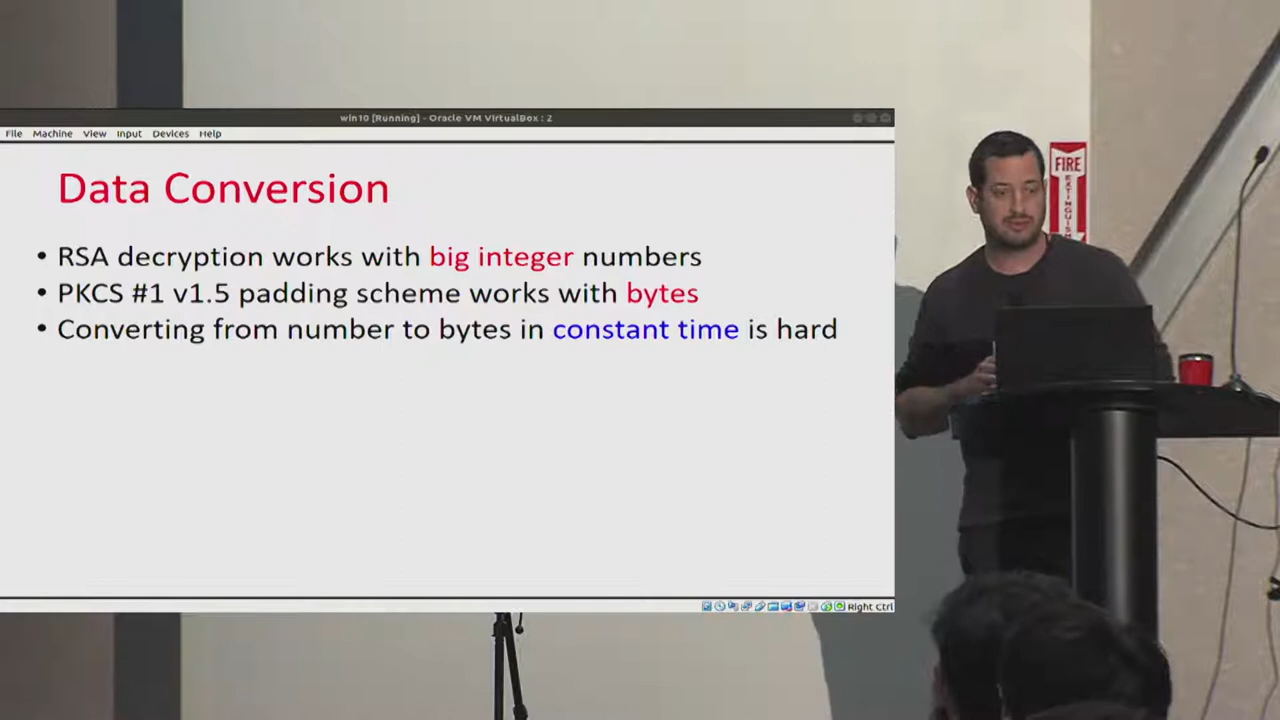 win10 [Running] - Oracle VM VirtualBox : 2
File Machine View Input Devices Help
Data Conversion
• RSA decryption works with big integer numbers
• PKCS #1 v1.5 padding scheme works with bytes
• Converting from number to bytes in constant time is hard
Right Ctrl
FIRE
EXTINGUISH